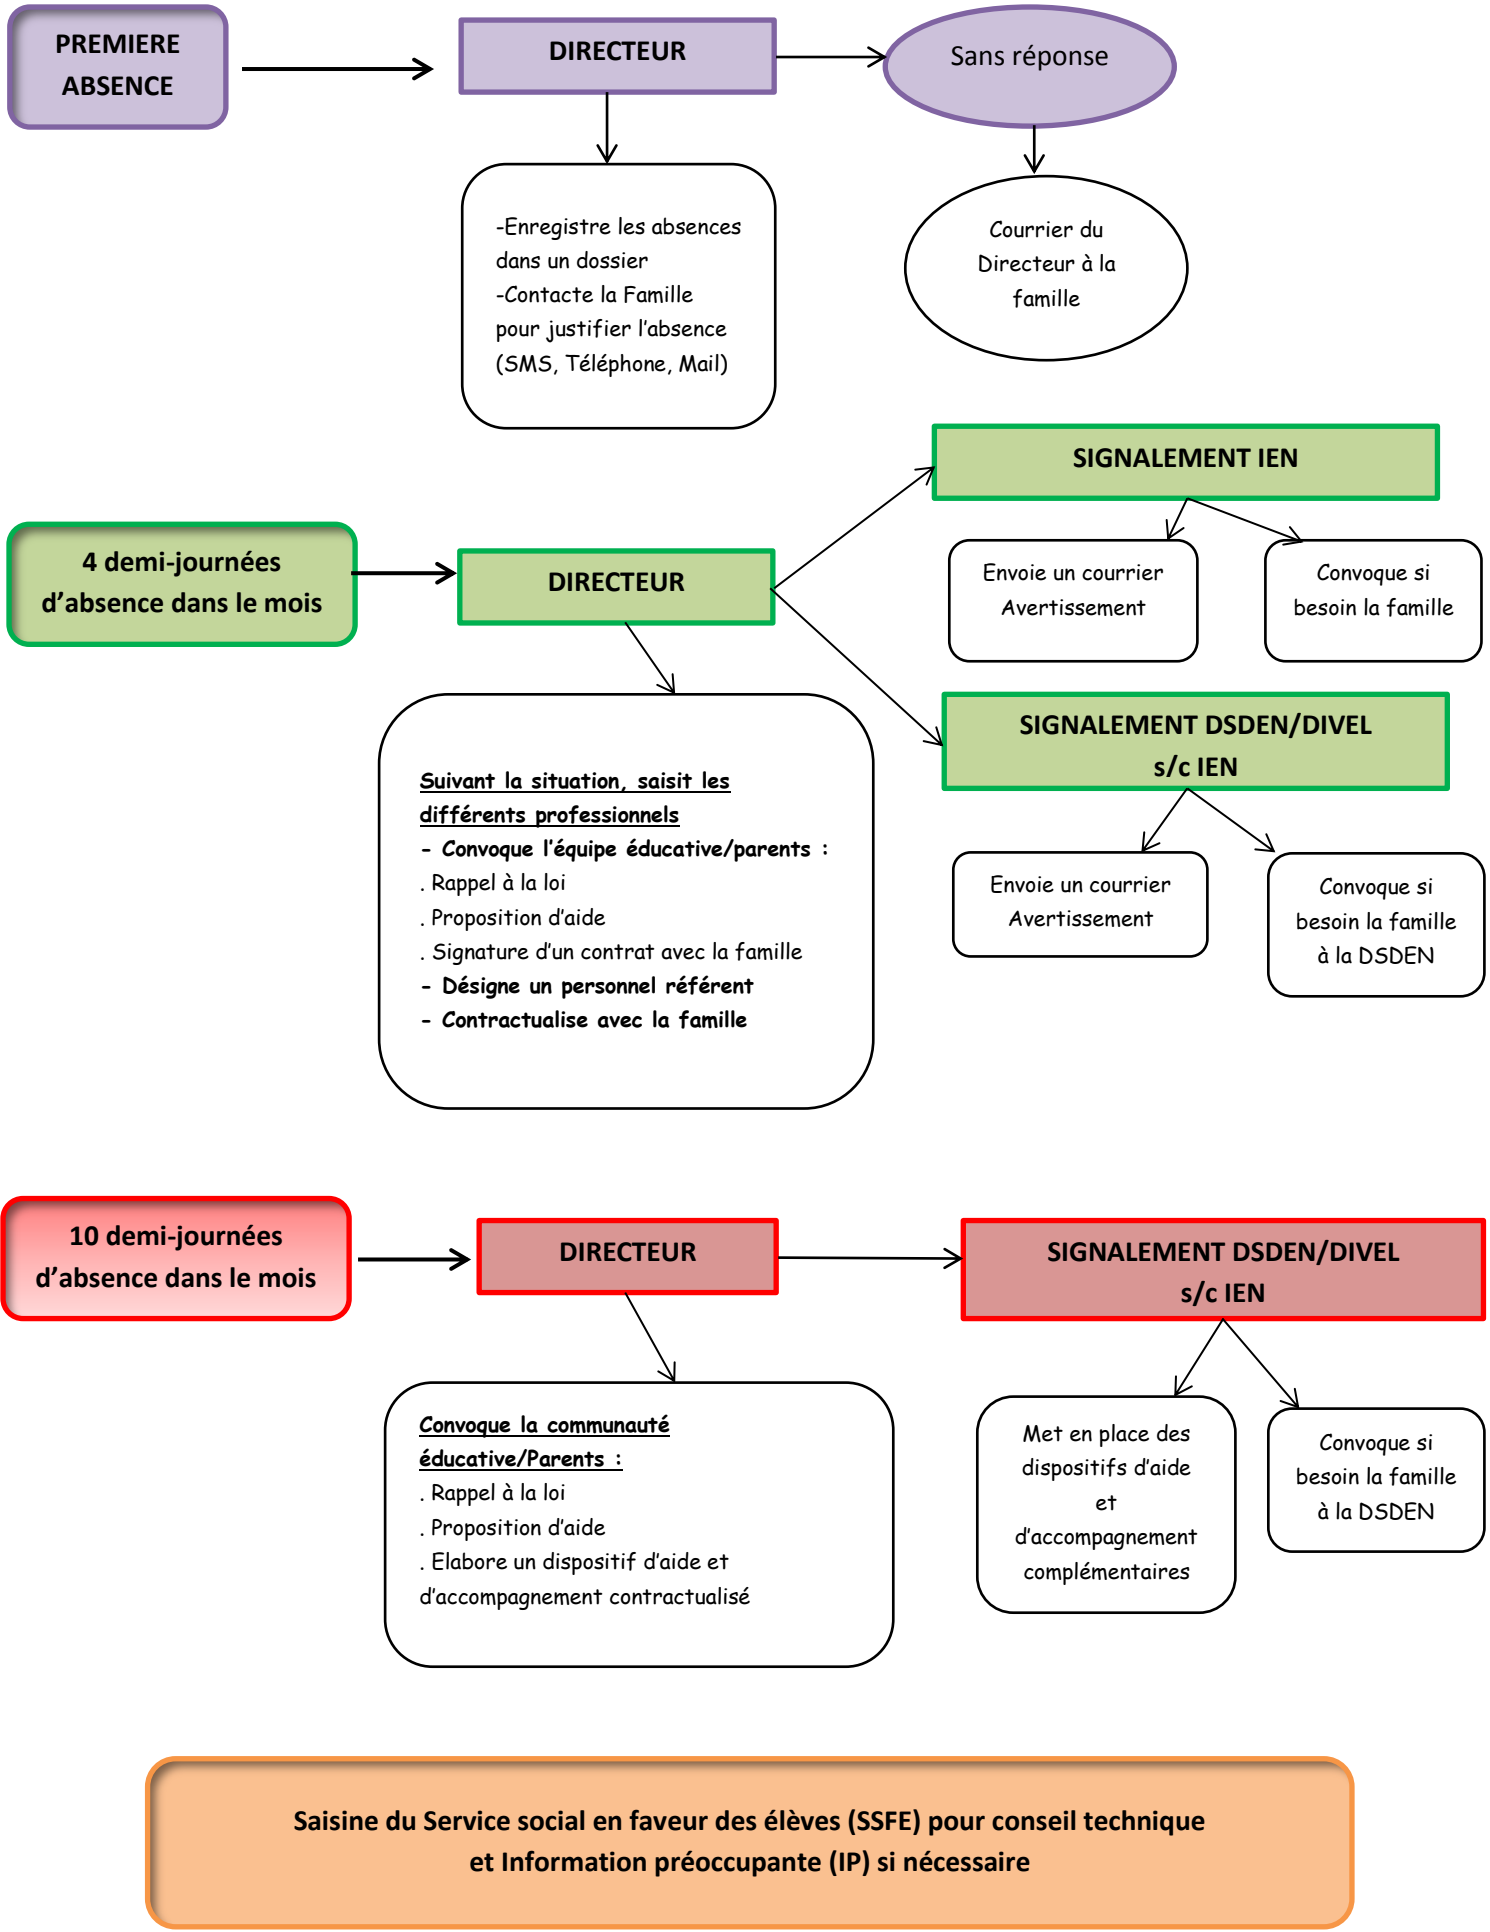 PREMIERE
ABSENCE
DIRECTEUR
Sans réponse
-Enregistre les absences
dans un dossier
-Contacte la Famille
pour justifier l'absence
(SMS, Téléphone, Mail)
Courrier du
Directeur à la
famille
4 demi-journées
d'absence dans le mois
DIRECTEUR
SIGNALEMENT IEN
Envoie un courrier
Avertissement
Convoque si
besoin la famille
SIGNALEMENT DSDEN/DIVEL
s/c IEN
Envoie un courrier
Avertissement
Convoque si
besoin la famille
à la DSDEN
Suivant la situation, saisit les
différents professionnels
- Convoque l'équipe éducative/parents :
. Rappel à la loi
. Proposition d'aide
. Signature d'un contrat avec la famille
- Désigne un personnel référent
- Contractualise avec la famille
10 demi-journées
d'absence dans le mois
DIRECTEUR
SIGNALEMENT DSDEN/DIVEL
s/c IEN
Convoque la communauté
éducative/Parents :
. Rappel à la loi
. Proposition d'aide
. Elabore un dispositif d'aide et
d'accompagnement contractualisé
Met en place des
dispositifs d'aide
et
d'accompagnement
complémentaires
Convoque si
besoin la famille
à la DSDEN
Saisine du Service social en faveur des élèves (SSFE) pour conseil technique
et Information préoccupante (IP) si nécessaire